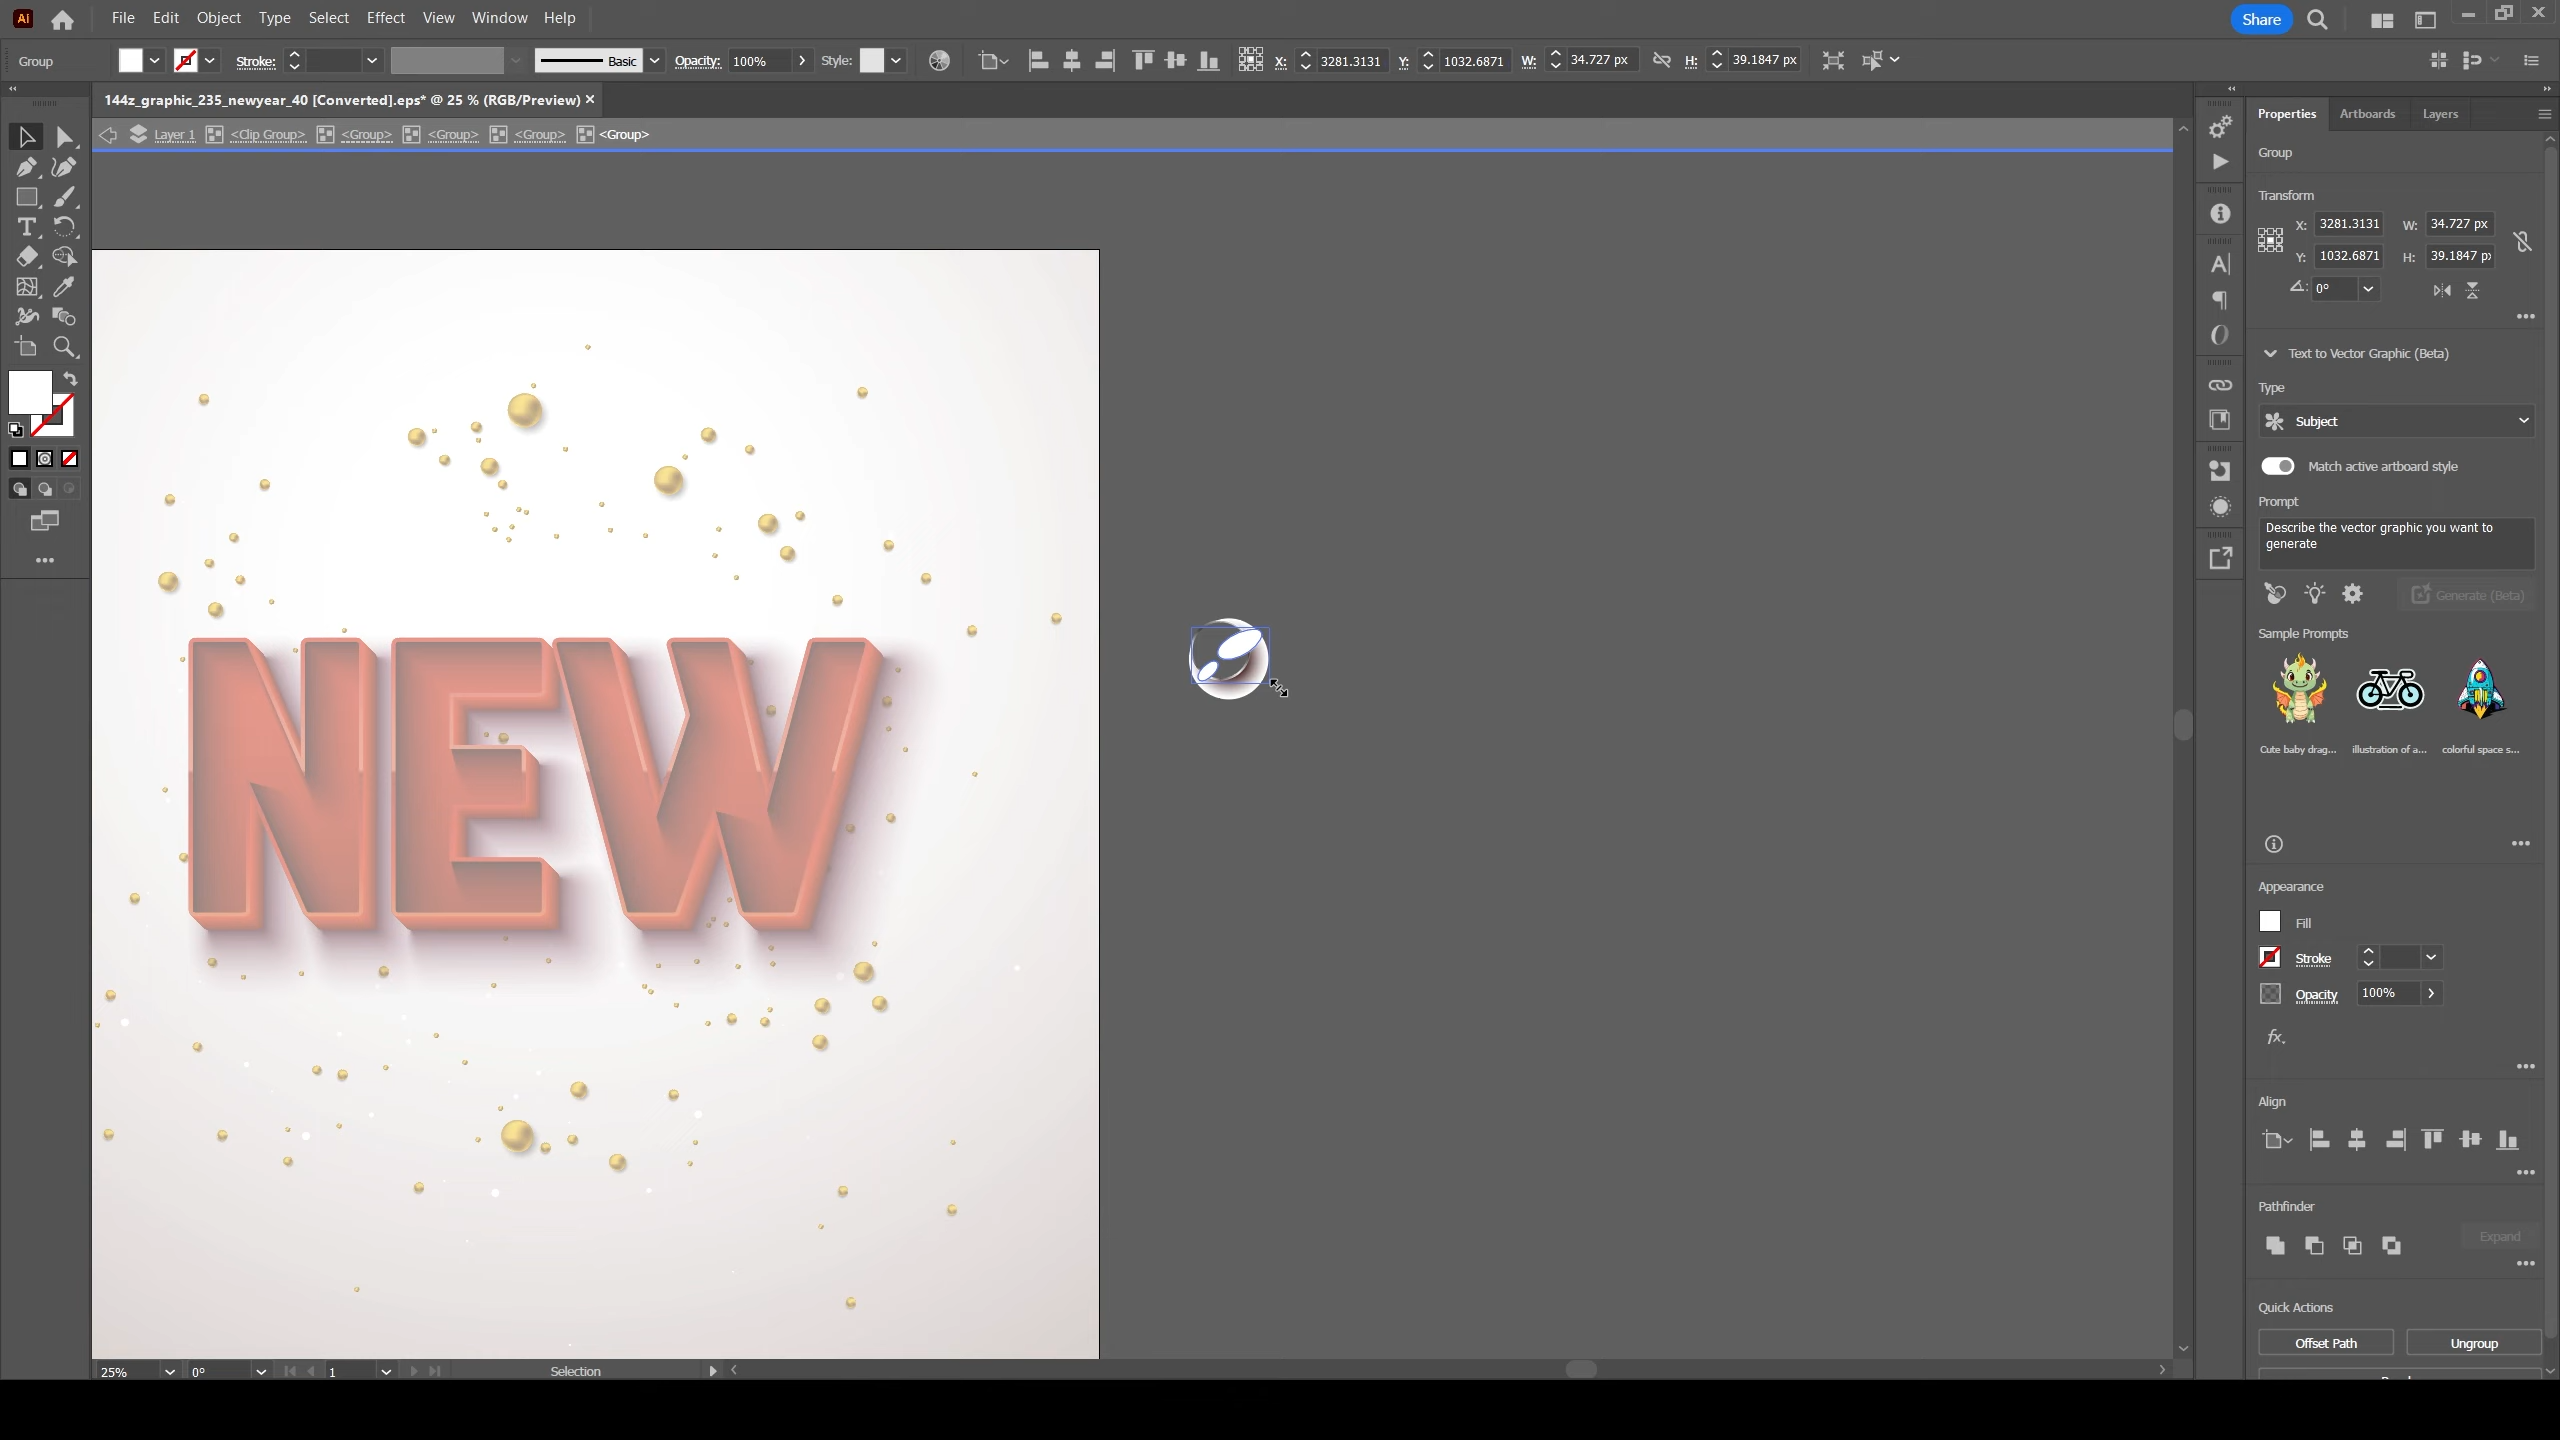 Ai
File Edit Object Type Select Effect View Window Help
Share
Group
Stroke:
Basic
Opacity: 100%
Style:
X: 3281.3131
Y: 1032.6871
W: 34.727 px
H: 39.1847 px
144z_graphic_235_newyear_40 [Converted].eps* @ 25 % (RGB/Preview)
Layer 1 <Clip Group> <Group> <Group> <Group> <Group>
NEW
25% 0° 1 Selection
Properties Artboards Layers
Group
Transform
X: 3281.3131 W: 34.727 px
Y: 1032.6871 H: 39.1847 p
0°
Text to Vector Graphic (Beta)
Type
Subject
Match active artboard style
Prompt
Describe the vector graphic you want to
generate
Generate (Beta)
Sample Prompts
Cute baby drag... illustration of a... colorful space s...
Appearance
Fill
Stroke
Opacity 100%
fx.
Align
Pathfinder
Expand
Quick Actions
Offset Path Ungroup